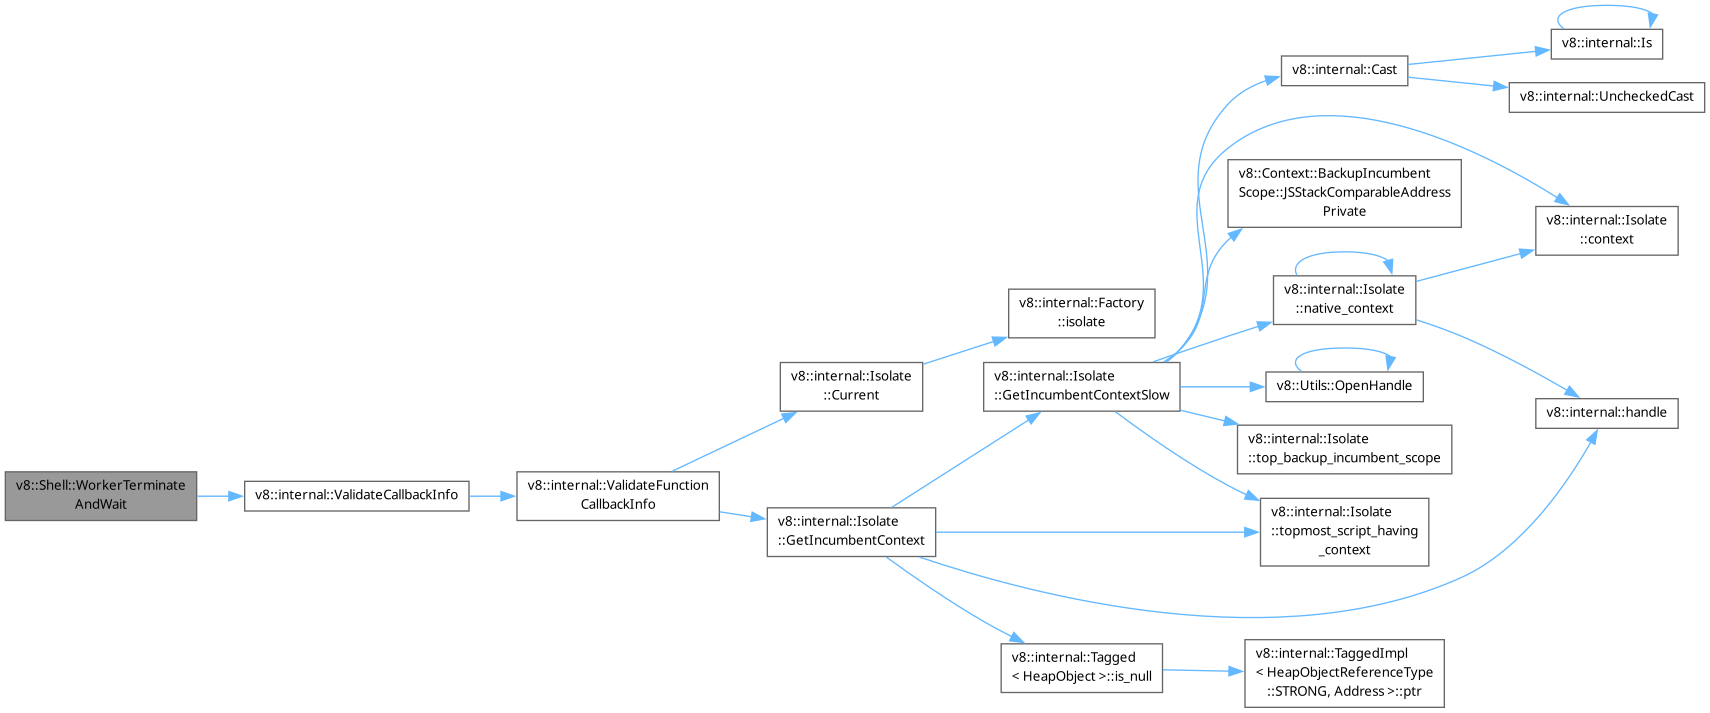 v8::Shell::WorkerTerminate
AndWait
v8::internal::ValidateCallbackInfo
v8::internal::ValidateFunction
CallbackInfo
v8::internal::Isolate
::Current
v8::internal::Factory
::isolate
v8::internal::Isolate
::GetIncumbentContext
v8::internal::Isolate
::GetIncumbentContextSlow
v8::internal::Cast
v8::internal::Is
v8::internal::UncheckedCast
v8::Context::BackupIncumbent
Scope::JSStackComparableAddress
Private
v8::internal::Isolate
::context
v8::internal::Isolate
::native_context
v8::internal::handle
v8::Utils::OpenHandle
v8::internal::Isolate
::top_backup_incumbent_scope
v8::internal::Isolate
::topmost_script_having
_context
v8::internal::Tagged
< HeapObject >::is_null
v8::internal::TaggedImpl
< HeapObjectReferenceType
::STRONG, Address >::ptr